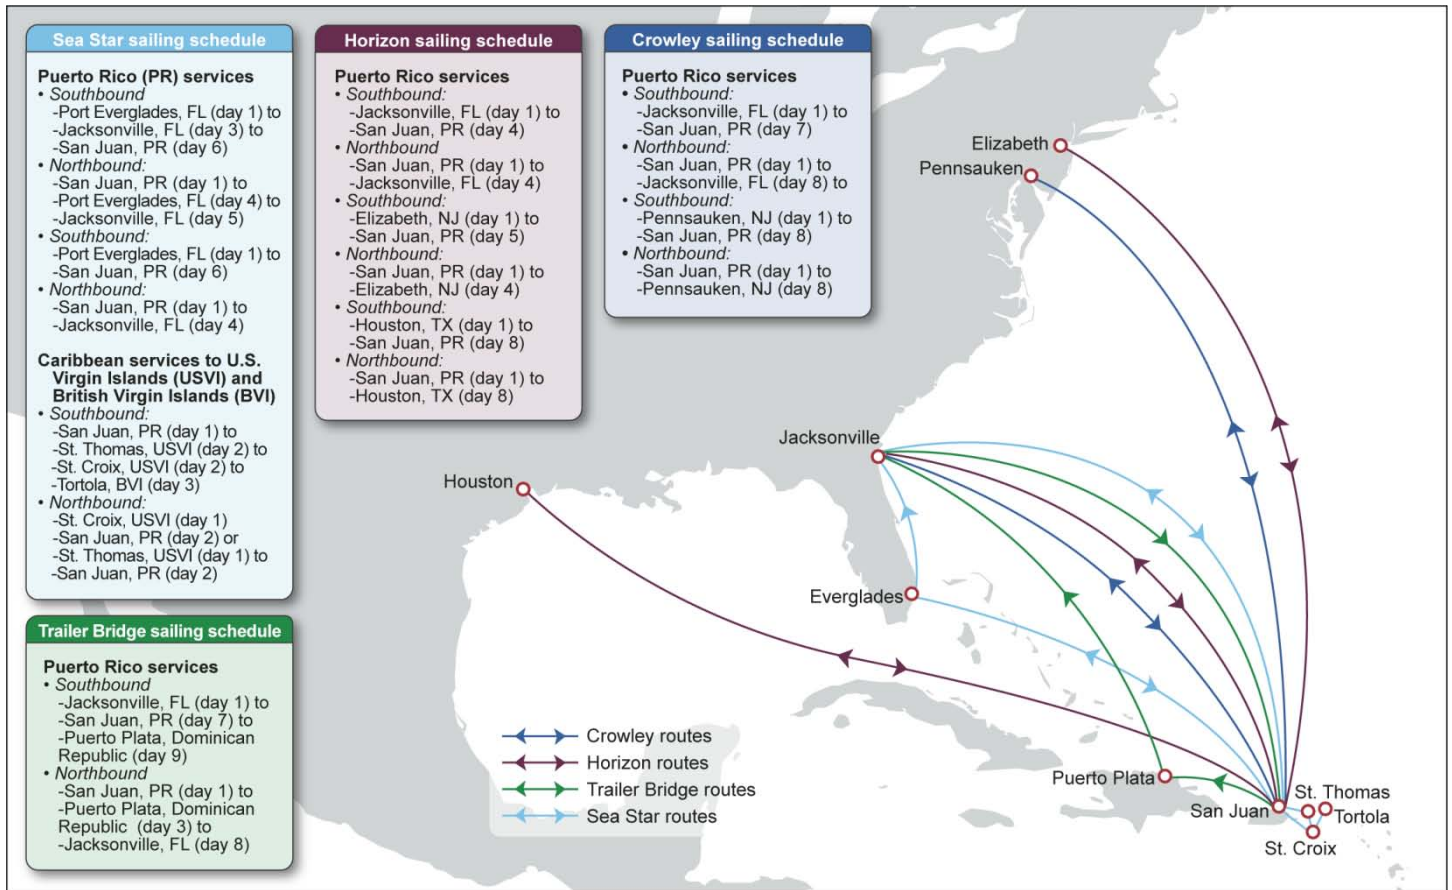 Sea Star sailing schedule
Puerto Rico (PR) services
• Southbound
-Port Everglades, FL (day 1) to
-Jacksonville, FL (day 3) to
-San Juan, PR (day 6)
• Northbound:
-San Juan, PR (day 1) to
-Port Everglades, FL (day 4) to
-Jacksonville, FL (day 5)
• Southbound:
-Port Everglades, FL (day 1) to
-San Juan, PR (day 6)
• Northbound:
-San Juan, PR (day 1) to
-Jacksonville, FL (day 4)
Caribbean services to U.S.
Virgin Islands (USVI) and
British Virgin Islands (BVI)
• Southbound:
-San Juan, PR (day 1) to
-St. Thomas, USVI (day 2) to
-St. Croix, USVI (day 2) to
-Tortola, BVI (day 3)
• Northbound:
-St. Croix, USVI (day 1)
-San Juan, PR (day 2) or
-St. Thomas, USVI (day 1) to
-San Juan, PR (day 2)
Horizon sailing schedule
Puerto Rico services
• Southbound:
-Jacksonville, FL (day 1) to
-San Juan, PR (day 4)
• Northbound
-San Juan, PR (day 1) to
-Jacksonville, FL (day 4)
• Southbound:
-Elizabeth, NJ (day 1) to
-San Juan, PR (day 5)
• Northbound:
-San Juan, PR (day 1) to
-Elizabeth, NJ (day 4)
• Southbound:
-Houston, TX (day 1) to
-San Juan, PR (day 8)
• Northbound:
-San Juan, PR (day 1) to
-Houston, TX (day 8)
Crowley sailing schedule
Puerto Rico services
• Southbound:
-Jacksonville, FL (day 1) to
-San Juan, PR (day 7)
• Northbound:
-San Juan, PR (day 1) to
-Jacksonville, FL (day 8) to
• Southbound:
-Pennsauken, NJ (day 1) to
-San Juan, PR (day 8)
• Northbound:
-San Juan, PR (day 1) to
-Pennsauken, NJ (day 8)
Trailer Bridge sailing schedule
Puerto Rico services
• Southbound
-Jacksonville, FL (day 1) to
-San Juan, PR (day 7) to
-Puerto Plata, Dominican
Republic (day 9)
• Northbound
-San Juan, PR (day 1) to
-Puerto Plata, Dominican
Republic (day 3) to
-Jacksonville, FL (day 8)
Elizabeth
Pennsauken
Jacksonville
Houston
Everglades
Puerto Plata
San Juan
St. Thomas
Tortola
St. Croix
Crowley routes
Horizon routes
Trailer Bridge routes
Sea Star routes